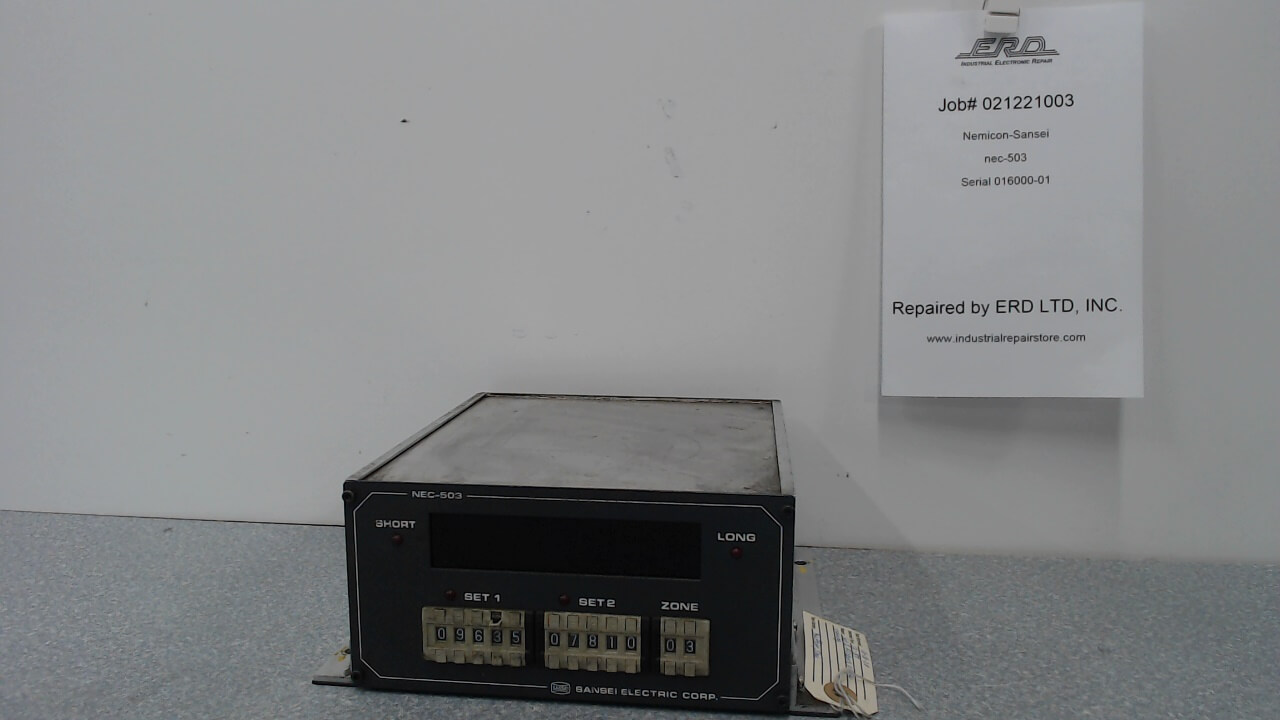 ERD
INDUSTRIAL ELECTRONIC REPAIR
Job# 021221003
Nemicon-Sansei
nec-503
Serial 016000-01
Repaired by ERD LTD, INC.
www.industrialrepairstore.com
NEC-503
SHORT
LONG
SET 1
SET 2
ZONE
09635
07810
03
SANSEI ELECTRIC CORP.